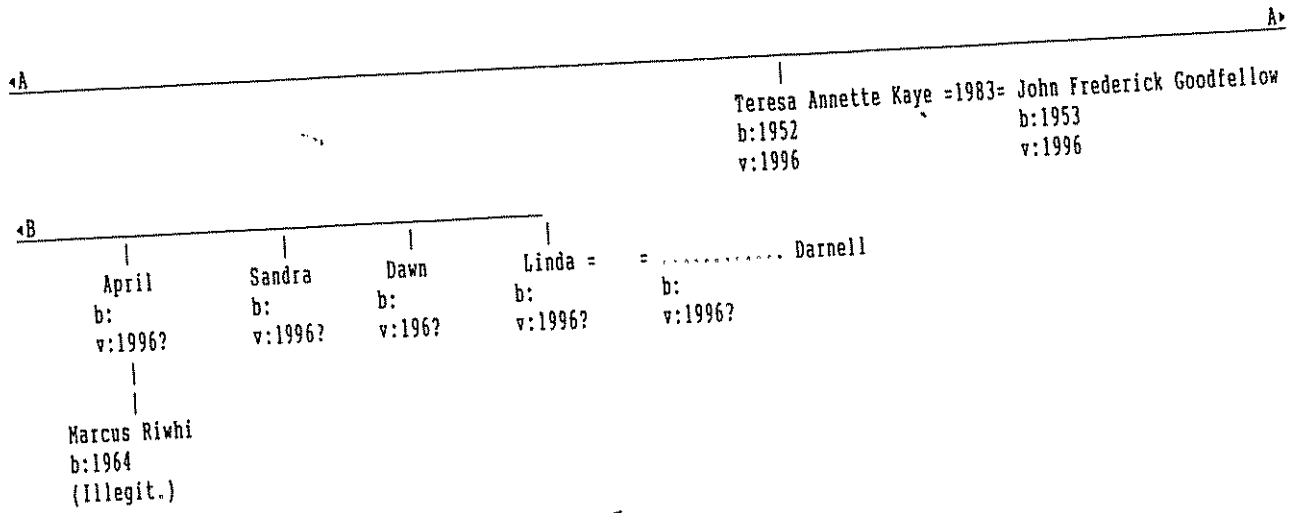 ◂A A▸
Teresa Annette Kaye =1983= John Frederick Goodfellow
b:1952 b:1953
v:1996 v:1996
◂B
April Sandra Dawn Linda = = ............. Darnell
b: b: b: b: b:
v:1996? v:1996? v:196? v:1996? v:1996?
Marcus Riwhi
b:1964
(Illegit.)